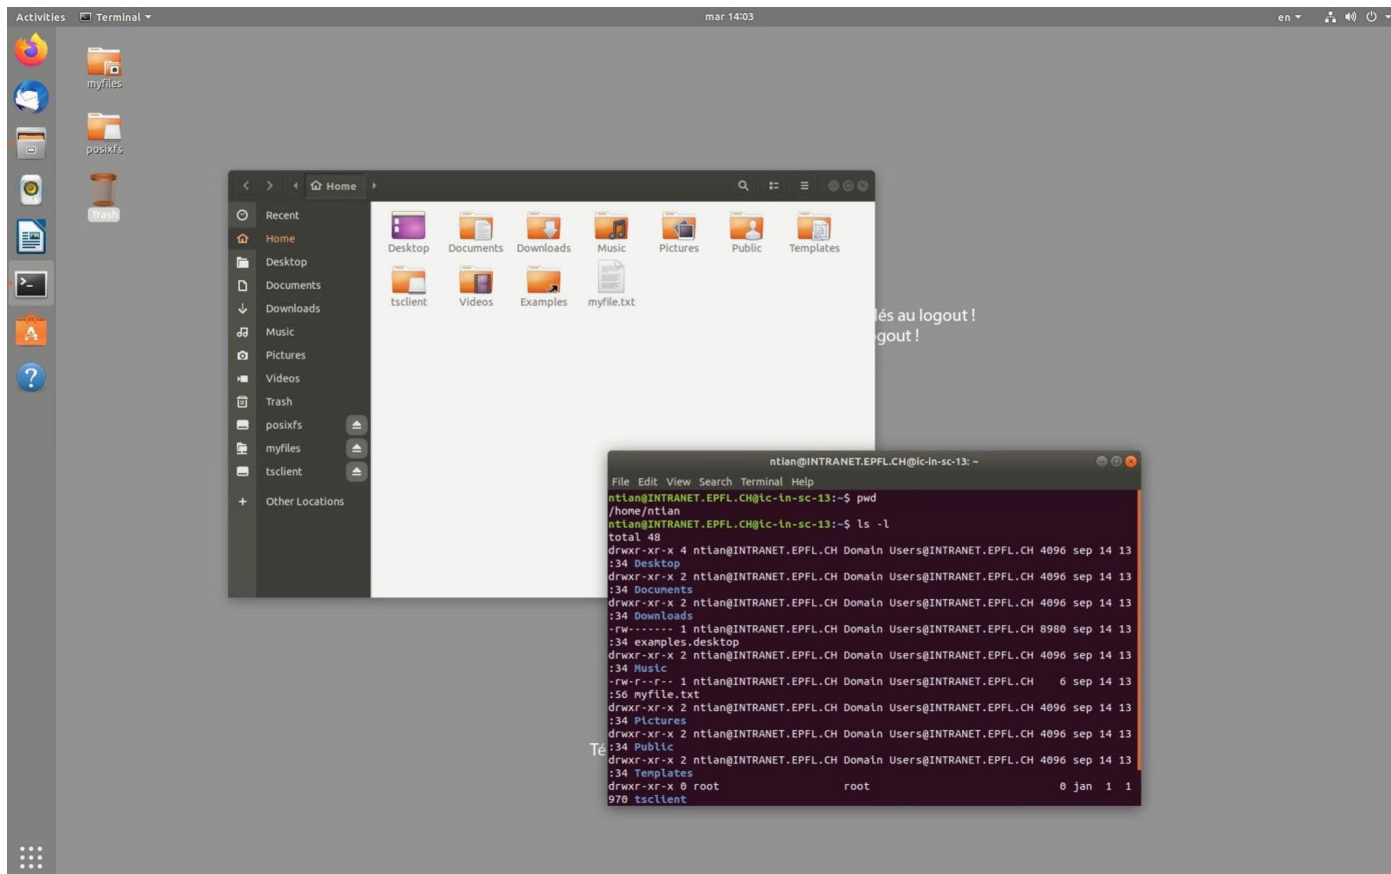 Activities Terminal mar 14:03 en
myfiles
posixfs
Trash
Home
Recent
Home
Desktop
Documents
Downloads
Music
Pictures
Videos
Trash
posixfs
myfiles
tsclient
Other Locations
Desktop Documents Downloads Music Pictures Public Templates
tsclient Videos Examples myfile.txt
au logout !
ntian@INTRANET.EPFL.CH@ic-in-sc-13: ~
File Edit View Search Terminal Help
ntian@INTRANET.EPFL.CH@ic-in-sc-13:~$ pwd
/home/ntian
ntian@INTRANET.EPFL.CH@ic-in-sc-13:~$ ls -l
total 48
drwxr-xr-x 4 ntian@INTRANET.EPFL.CH Domain Users@INTRANET.EPFL.CH 4096 sep 14 13
:34 Desktop
drwxr-xr-x 2 ntian@INTRANET.EPFL.CH Domain Users@INTRANET.EPFL.CH 4096 sep 14 13
:34 Documents
drwxr-xr-x 2 ntian@INTRANET.EPFL.CH Domain Users@INTRANET.EPFL.CH 4096 sep 14 13
:34 Downloads
-rw------- 1 ntian@INTRANET.EPFL.CH Domain Users@INTRANET.EPFL.CH 8980 sep 14 13
:34 examples.desktop
drwxr-xr-x 2 ntian@INTRANET.EPFL.CH Domain Users@INTRANET.EPFL.CH 4096 sep 14 13
:34 Music
-rw-r--r-- 1 ntian@INTRANET.EPFL.CH Domain Users@INTRANET.EPFL.CH 6 sep 14 13
:56 myfile.txt
drwxr-xr-x 2 ntian@INTRANET.EPFL.CH Domain Users@INTRANET.EPFL.CH 4096 sep 14 13
:34 Pictures
drwxr-xr-x 2 ntian@INTRANET.EPFL.CH Domain Users@INTRANET.EPFL.CH 4096 sep 14 13
:34 Public
drwxr-xr-x 2 ntian@INTRANET.EPFL.CH Domain Users@INTRANET.EPFL.CH 4096 sep 14 13
:34 Templates
drwxr-xr-x 0 root root 0 jan 1 1
970 tsclient